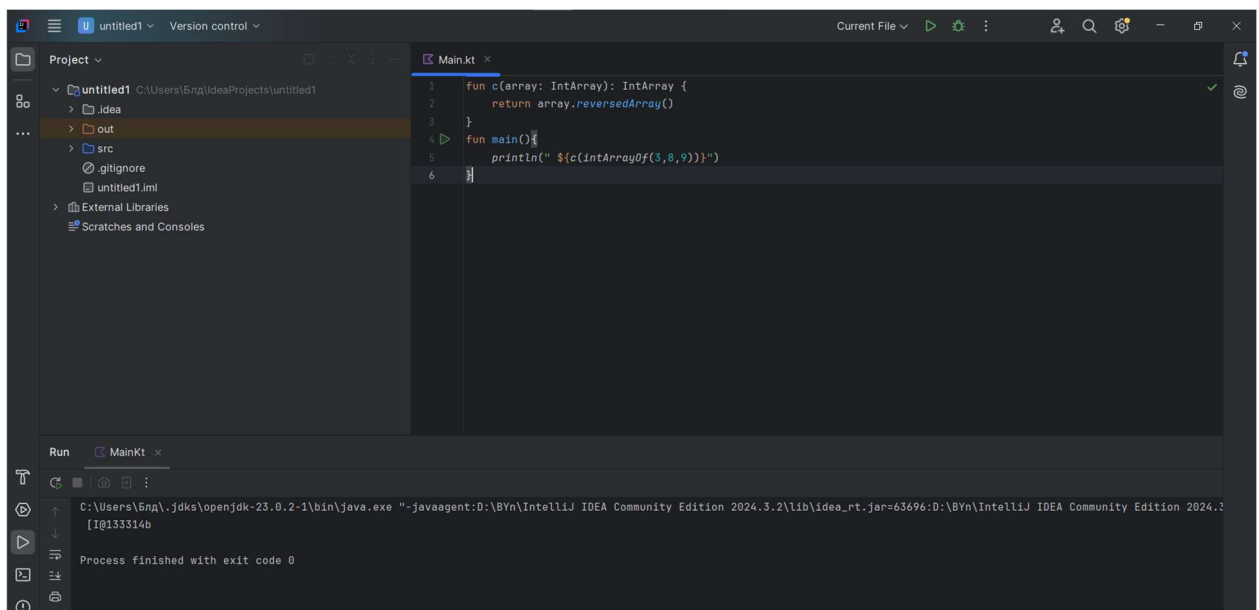 U untitled1 Version control Current File
Project
Main.kt
untitled1 C:\Users\Блд\IdeaProjects\untitled1
.idea
out
src
.gitignore
untitled1.iml
External Libraries
Scratches and Consoles
1 fun c(array: IntArray): IntArray {
2 return array.reversedArray()
3 }
4 fun main(){
5 println(" ${c(intArrayOf(3,8,9))}")
6 }
Run MainKt
C:\Users\Блд\.jdks\openjdk-23.0.2-1\bin\java.exe "-javaagent:D:\BYn\IntelliJ IDEA Community Edition 2024.3.2\lib\idea_rt.jar=63696:D:\BYn\IntelliJ IDEA Community Edition 2024.3
[I@133314b
Process finished with exit code 0